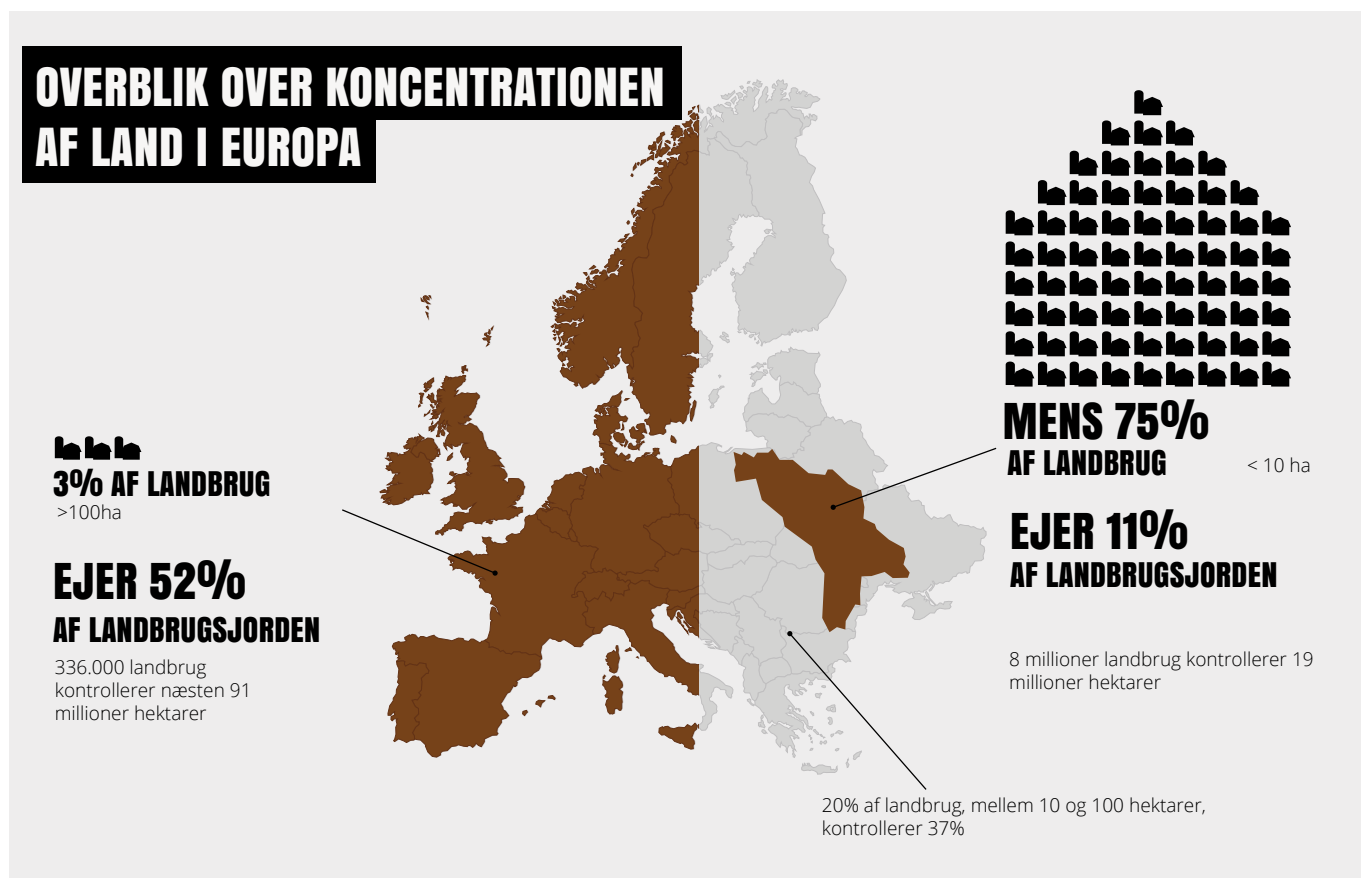 OVERBLIK OVER KONCENTRATIONEN
AF LAND I EUROPA
3% AF LANDBRUG
>100ha
EJER 52%
AF LANDBRUGSJORDEN
336.000 landbrug
kontrollerer næsten 91
millioner hektarer
MENS 75%
AF LANDBRUG
< 10 ha
EJER 11%
AF LANDBRUGSJORDEN
8 millioner landbrug kontrollerer 19
millioner hektarer
20% af landbrug, mellem 10 og 100 hektarer,
kontrollerer 37%